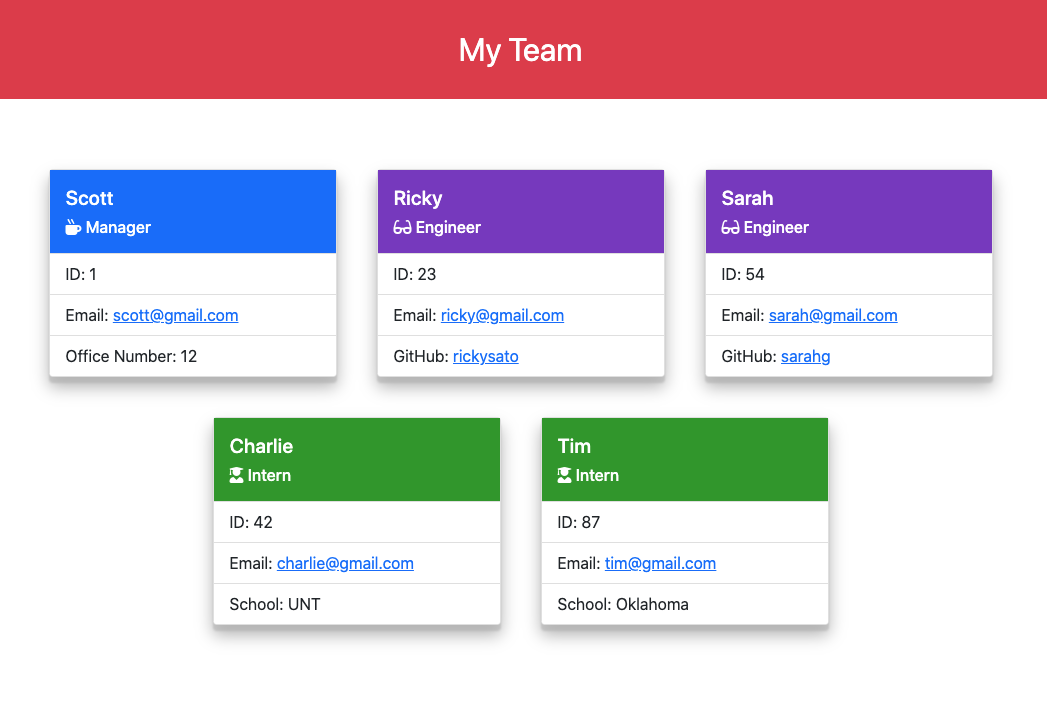 My Team
Scott
Manager
ID: 1
Email: scott@gmail.com
Office Number: 12
Ricky
Engineer
ID: 23
Email: ricky@gmail.com
GitHub: rickysato
Sarah
Engineer
ID: 54
Email: sarah@gmail.com
GitHub: sarahg
Charlie
Intern
ID: 42
Email: charlie@gmail.com
School: UNT
Tim
Intern
ID: 87
Email: tim@gmail.com
School: Oklahoma